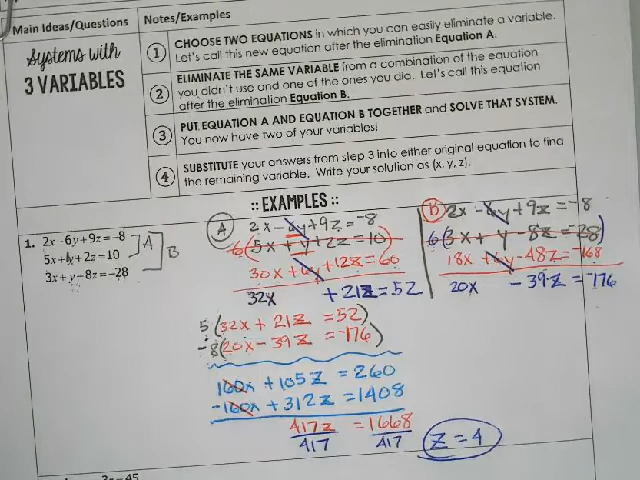 Main Ideas/Questions
Notes/Examples
Systems with
3 VARIABLES
1 CHOOSE TWO EQUATIONS in which you can easily eliminate a variable.
Let's call this new equation after the elimination Equation A.
2 ELIMINATE THE SAME VARIABLE from a combination of the equation
you didn't use and one of the ones you did. Let's call this equation
after the elimination Equation B.
3 PUT EQUATION A AND EQUATION B TOGETHER and SOLVE THAT SYSTEM.
You now have two of your variables!
4 SUBSTITUTE your answers from step 3 into either original equation to find
the remaining variable. Write your solution as (x, y, z).
:: EXAMPLES ::
1. 2x - 6y + 9z = -8
5x + y + 2z = 10
3x + y - 8z = -28
A
B
A
2x - 6y + 9z = -8
6(5x + y + 2z = 10)
30x + 6y + 12z = 60
32x + 21z = 52
B
2x - 6y + 9z = -8
6(3x + y - 8z = -28)
18x + 6y - 48z = -168
20x - 39z = -176
5(32x + 21z = 52)
-8(20x - 39z = -176)
160x + 105z = 260
-160x + 312z = 1408
417z = 1668
417 417
z = 4